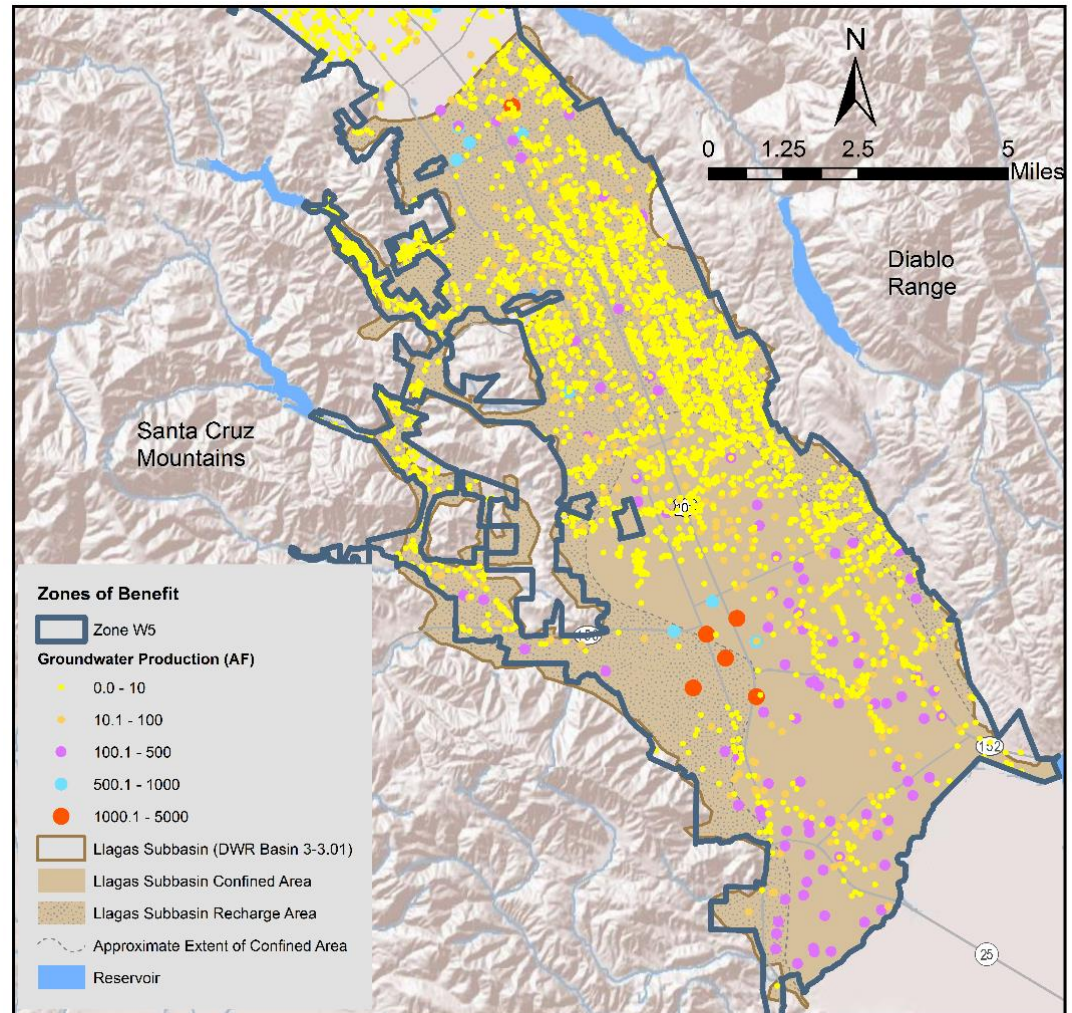 N
0 1.25 2.5 5
Miles
Diablo
Range
Santa Cruz
Mountains
Zones of Benefit
Zone W5
Groundwater Production (AF)
0.0 - 10
10.1 - 100
100.1 - 500
500.1 - 1000
1000.1 - 5000
Llagas Subbasin (DWR Basin 3-3.01)
Llagas Subbasin Confined Area
Llagas Subbasin Recharge Area
Approximate Extent of Confined Area
Reservoir
152
25